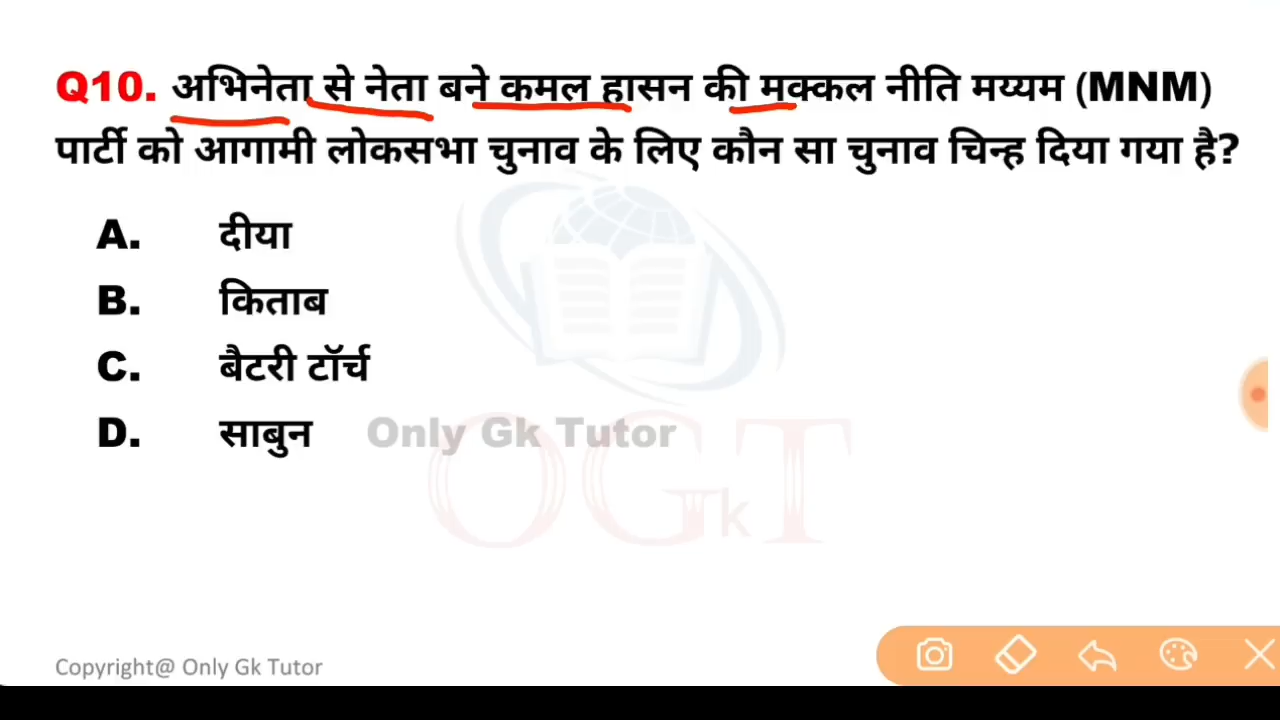 Q10. अभिनेता से नेता बने कमल हासन की मक्कल नीति मय्यम (MNM)
पार्टी को आगामी लोकसभा चुनाव के लिए कौन सा चुनाव चिन्ह दिया गया है?
A. दीया
B. किताब
C. बैटरी टॉर्च
D. साबुन
Only Gk Tutor
OGkT
Copyright@ Only Gk Tutor